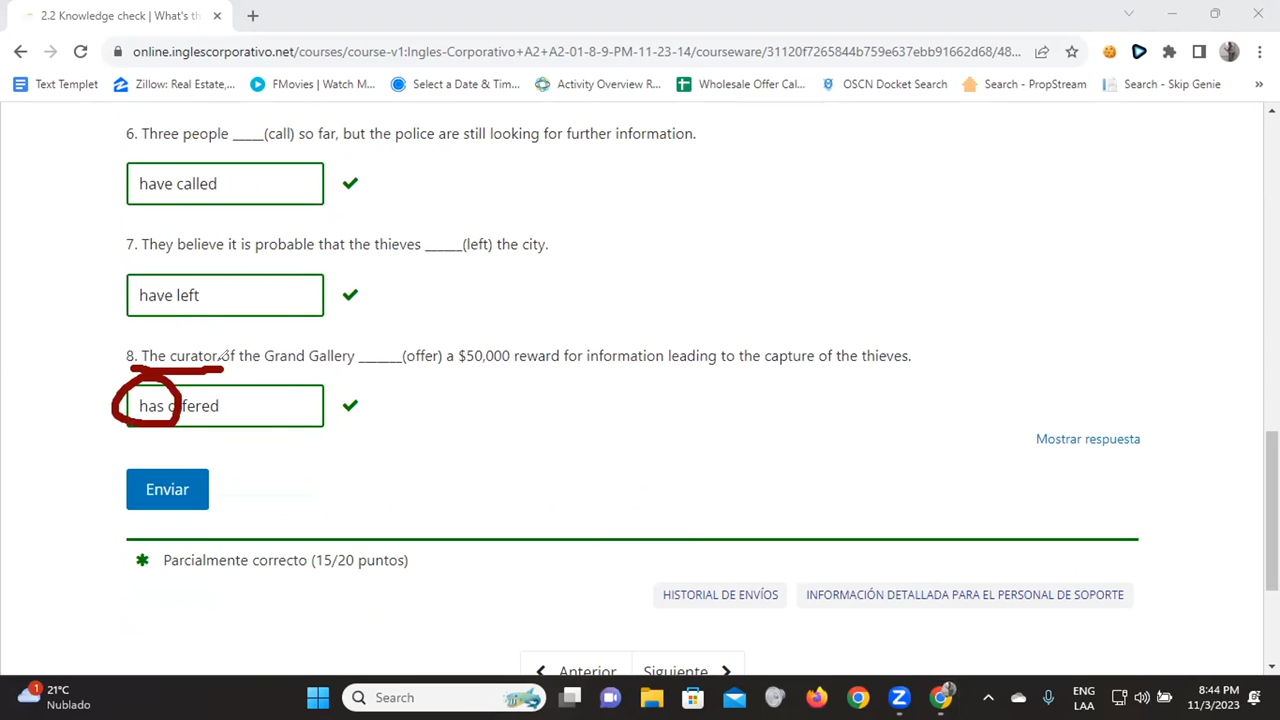 2.2 Knowledge check | What's th
online.inglescorporativo.net/courses/course-v1:Ingles-Corporativo+A2+A2-01-8-9-PM-11-23-14/courseware/31120f7265844b759e637ebb91662d68/48...
Text Templet
Zillow: Real Estate,...
FMovies | Watch M...
Select a Date & Tim...
Activity Overview R...
Wholesale Offer Cal...
OSCN Docket Search
Search - PropStream
Search - Skip Genie
»
6. Three people _____(call) so far, but the police are still looking for further information.
have called
7. They believe it is probable that the thieves ______(left) the city.
have left
8. The curator of the Grand Gallery _______(offer) a $50,000 reward for information leading to the capture of the thieves.
has offered
Mostrar respuesta
Enviar
Parcialmente correcto (15/20 puntos)
HISTORIAL DE ENVÍOS
INFORMACIÓN DETALLADA PARA EL PERSONAL DE SOPORTE
Anterior
Siguiente
1
21°C
Nublado
Search
ENG
LAA
8:44 PM
11/3/2023